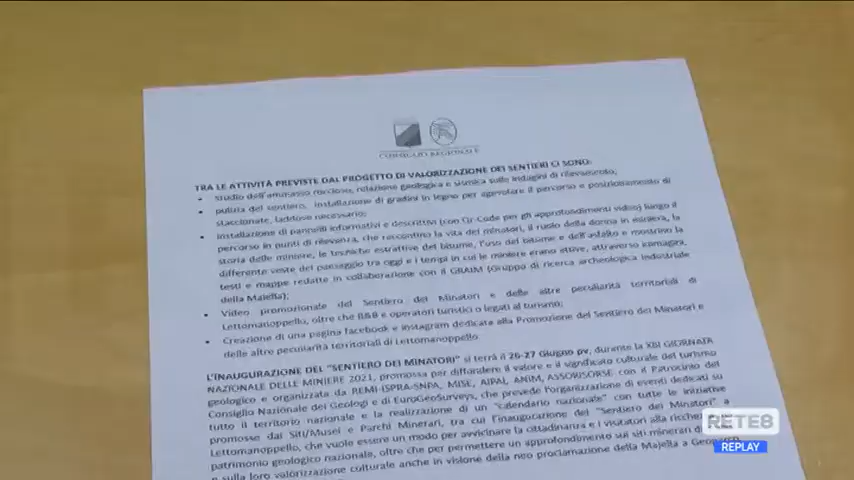 CONSIGLIO REGIONALE
TRA LE ATTIVITÀ PREVISTE DAL PROGETTO DI VALORIZZAZIONE DEI SENTIERI CI SONO:
• studio dell'ammasso roccioso, relazione geologica e sismica sulle indagini di rilevamento;
• pulizia del sentiero, installazione di gradini in legno per agevolare il percorso e posizionamento di
staccionate, laddove necessario;
• installazione di pannelli informativi e descrittivi (con Qr Code per gli approfondimenti video) lungo il
percorso in punti di rilevanza, che raccontino la vita dei minatori, il ruolo della donna in miniera, la
storia delle miniere, le tecniche estrattive del bitume, l'uso del bitume e dell'asfalto e mostrino la
differente veste del paesaggio tra oggi e i tempi in cui le miniere erano attive, attraverso immagini,
testi e mappe redatte in collaborazione con il GRAIM (Gruppo di ricerca archeologica industriale
della Majella);
• Video promozionale del Sentiero dei Minatori e delle altre peculiarità territoriali di
Lettomanoppello, oltre che B&B e operatori turistici o legati al turismo;
• Creazione di una pagina facebook e instagram dedicata alla Promozione del Sentiero dei Minatori e
delle altre peculiarità territoriali di Lettomanoppello
L'INAUGURAZIONE DEL "SENTIERO DEI MINATORI" si terrà il 26-27 Giugno pv, durante la XIII GIORNATA
NAZIONALE DELLE MINIERE 2021, promossa per diffondere il valore e il significato culturale del turismo
geologico e organizzata da REMI-ISPRA-SNPA, MISE, AIPAI, ANIM, ASSORISORSE con il Patrocinio del
Consiglio Nazionale dei Geologi e di EuroGeoSurveys, che prevede l'organizzazione di eventi dedicati su
tutto il territorio nazionale e la realizzazione di un "calendario nazionale" con tutte le iniziative
promosse dai Siti/Musei e Parchi Minerari, tra cui l'inaugurazione del "Sentiero dei Minatori" a
Lettomanoppello, che vuole essere un modo per avvicinare la cittadinanza e i visitatori alla
patrimonio geologico nazionale, oltre che per permettere un approfondimento sui siti minerari
e sulla loro valorizzazione culturale anche in visione della neo proclamazione della Majella a
RETE8
REPLAY